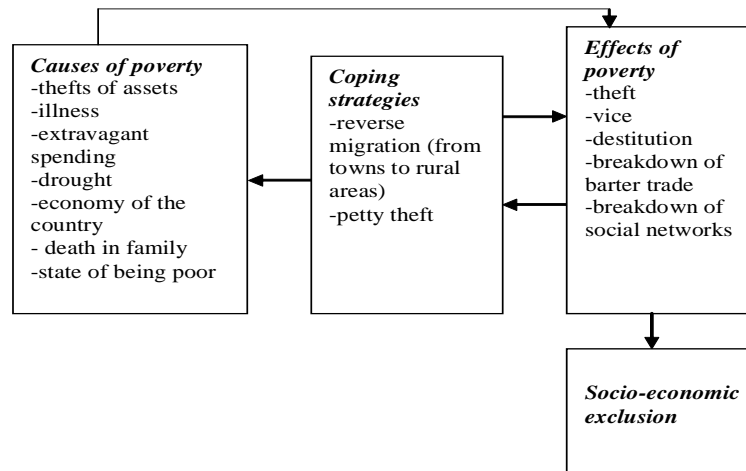 Causes of poverty
-thefts of assets
-illness
-extravagant
spending
-drought
-economy of the
country
- death in family
-state of being poor
Coping
strategies
-reverse
migration (from
towns to rural
areas)
-petty theft
Effects of
poverty
-theft
-vice
-destitution
-breakdown of
barter trade
-breakdown of
social networks
Socio-economic
exclusion